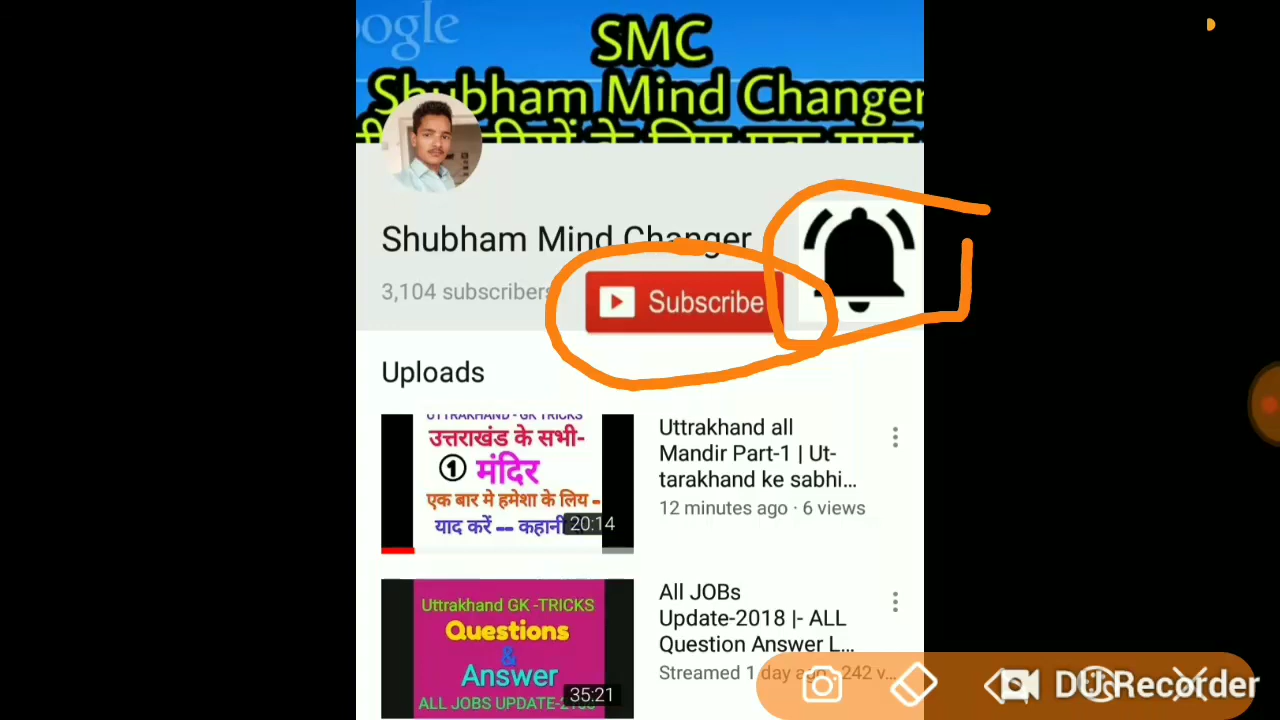 oogle
SMC
Shubham Mind Changer
Shubham Mind Changer
3,104 subscribers
Subscribe
Uploads
UTTRAKHAND - GK TRICKS
उत्तराखंड के सभी-
① मंदिर
एक बार मे हमेशा के लिय -
याद करें -- कहानी
20:14
Uttrakhand all
Mandir Part-1 | Ut-
tarakhand ke sabhi...
12 minutes ago · 6 views
Uttrakhand GK -TRICKS
Questions
&
Answer
ALL JOBS UPDATE-
35:21
All JOBs
Update-2018 |- ALL
Question Answer L...
Streamed 1 day ago · 242 v...
DU Recorder